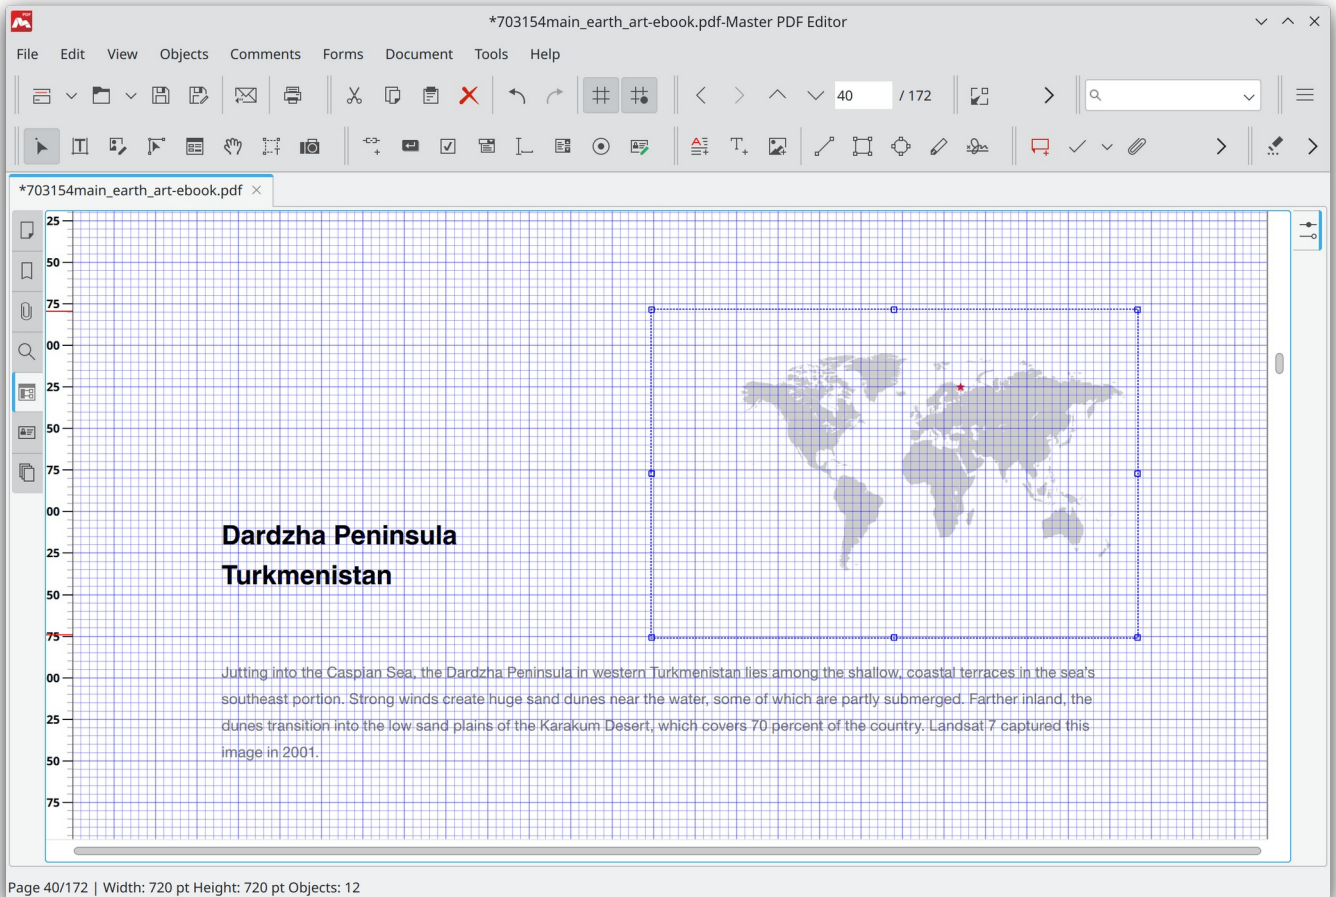 *703154main_earth_art-ebook.pdf-Master PDF Editor
File Edit View Objects Comments Forms Document Tools Help
40 / 172
*703154main_earth_art-ebook.pdf
25
50
75
00
25
50
75
00
25
50
75
00
25
50
75
Dardzha Peninsula
Turkmenistan
Jutting into the Caspian Sea, the Dardzha Peninsula in western Turkmenistan lies among the shallow, coastal terraces in the sea's
southeast portion. Strong winds create huge sand dunes near the water, some of which are partly submerged. Farther inland, the
dunes transition into the low sand plains of the Karakum Desert, which covers 70 percent of the country. Landsat 7 captured this
image in 2001.
Page 40/172 | Width: 720 pt Height: 720 pt Objects: 12